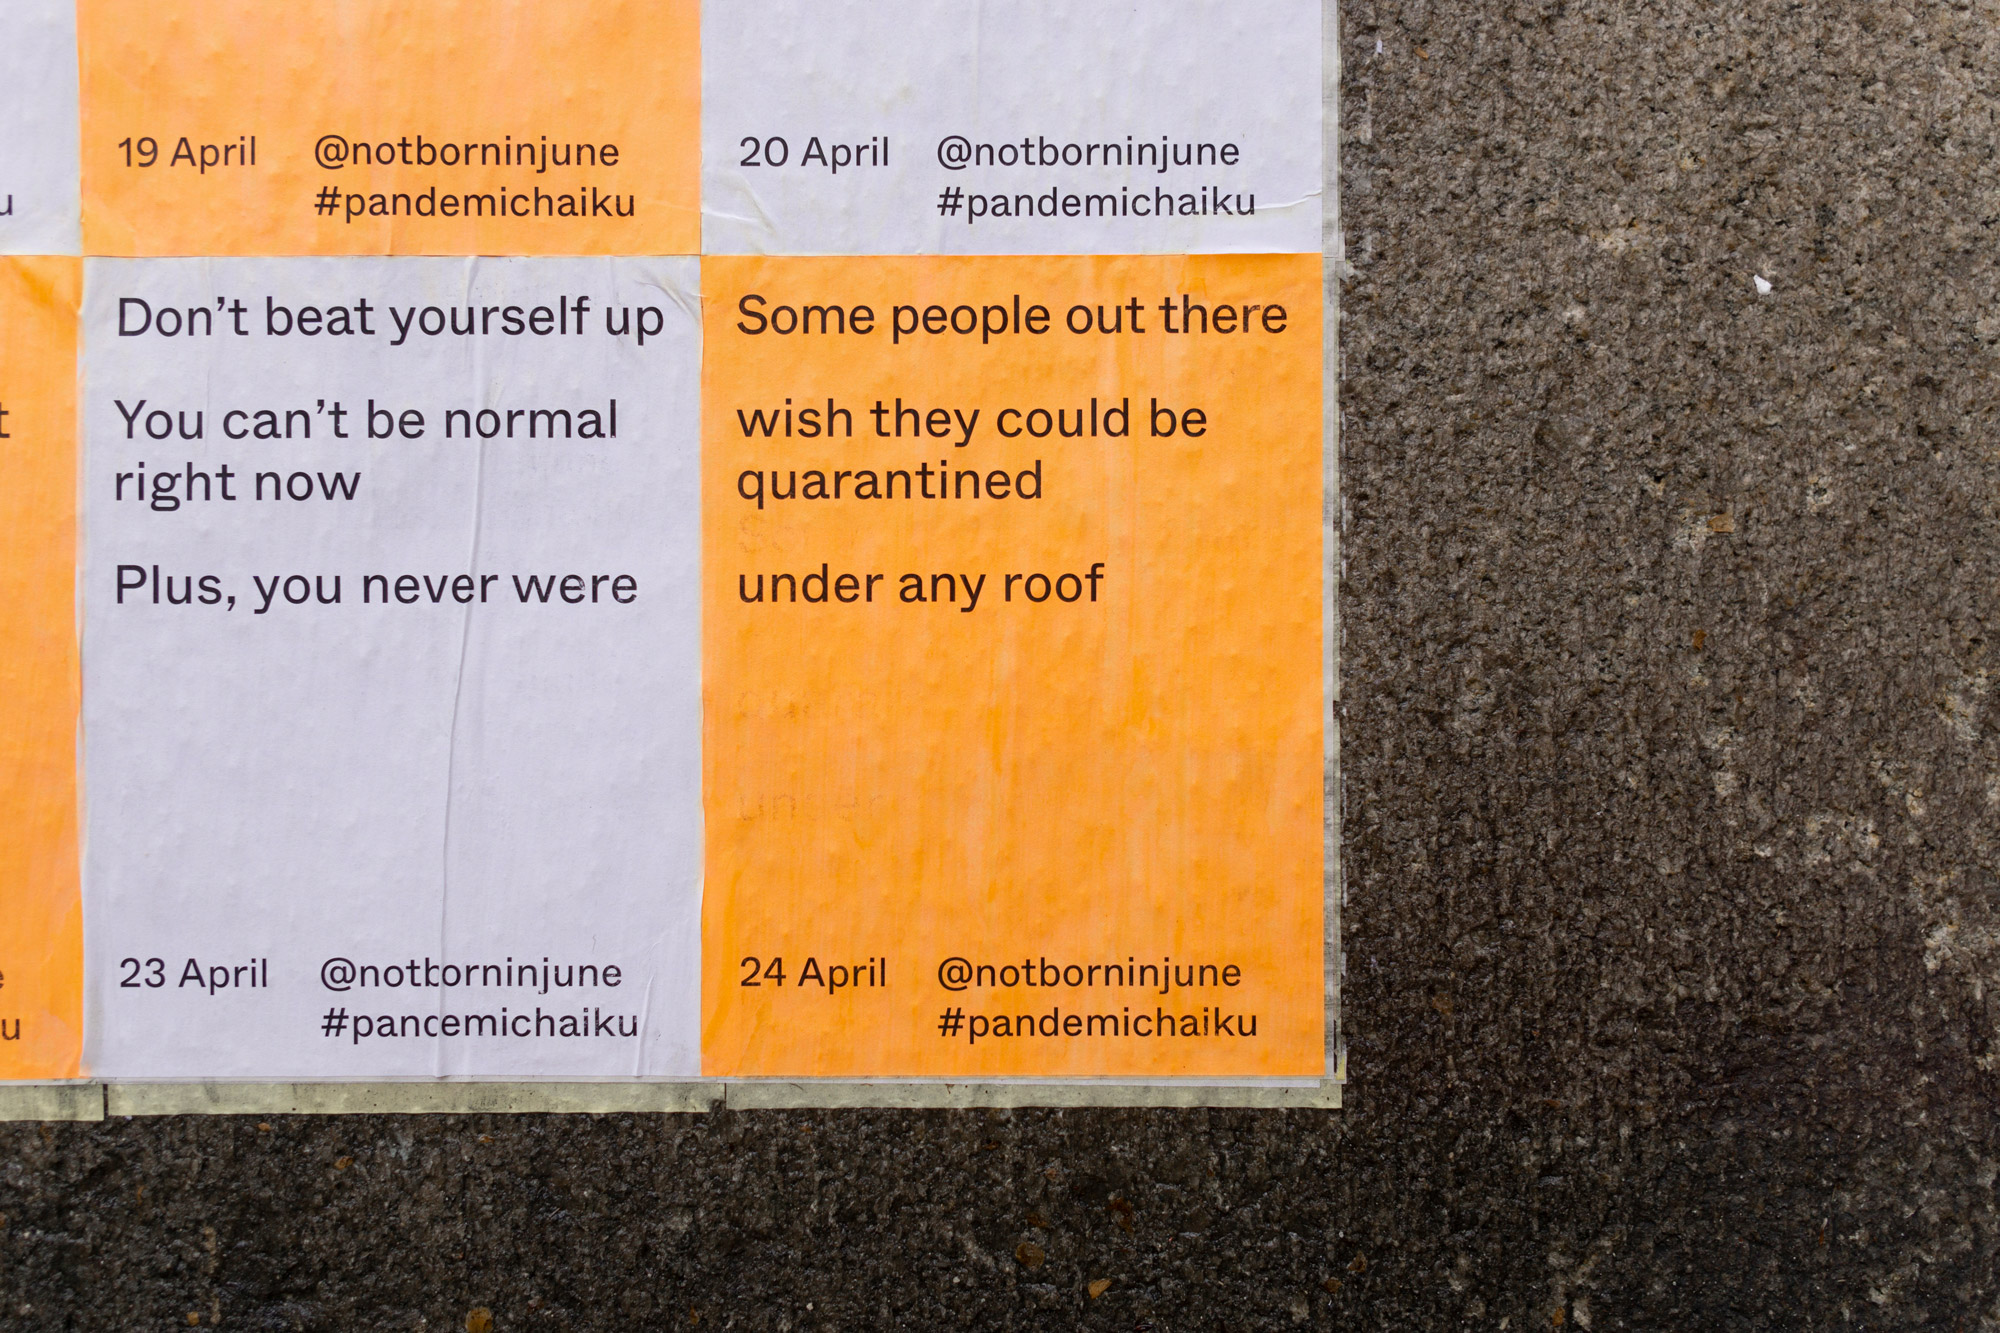 19 April @notborninjune
#pandemichaiku
20 April @notborninjune
#pandemichaiku
Don't beat yourself up
You can't be normal
right now
Plus, you never were
23 April @notborninjune
#pandemichaiku
Some people out there
wish they could be
quarantined
under any roof
24 April @notborninjune
#pandemichaiku